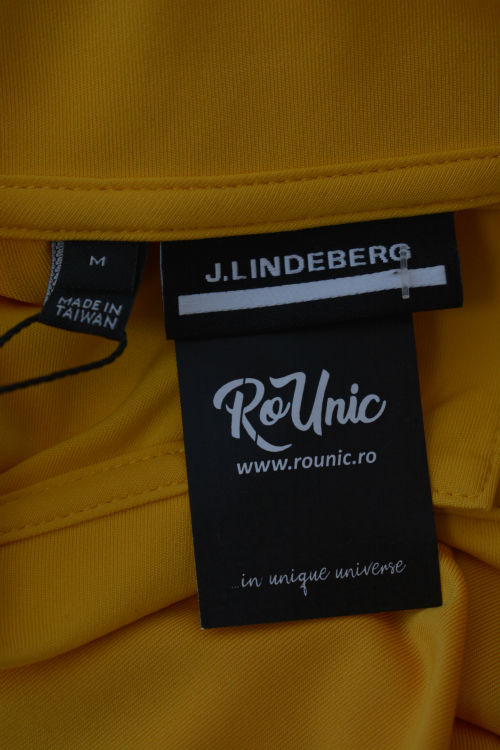 M
MADE IN
TAIWAN
J.LINDEBERG
RoUnic
www.rounic.ro
...in unique universe